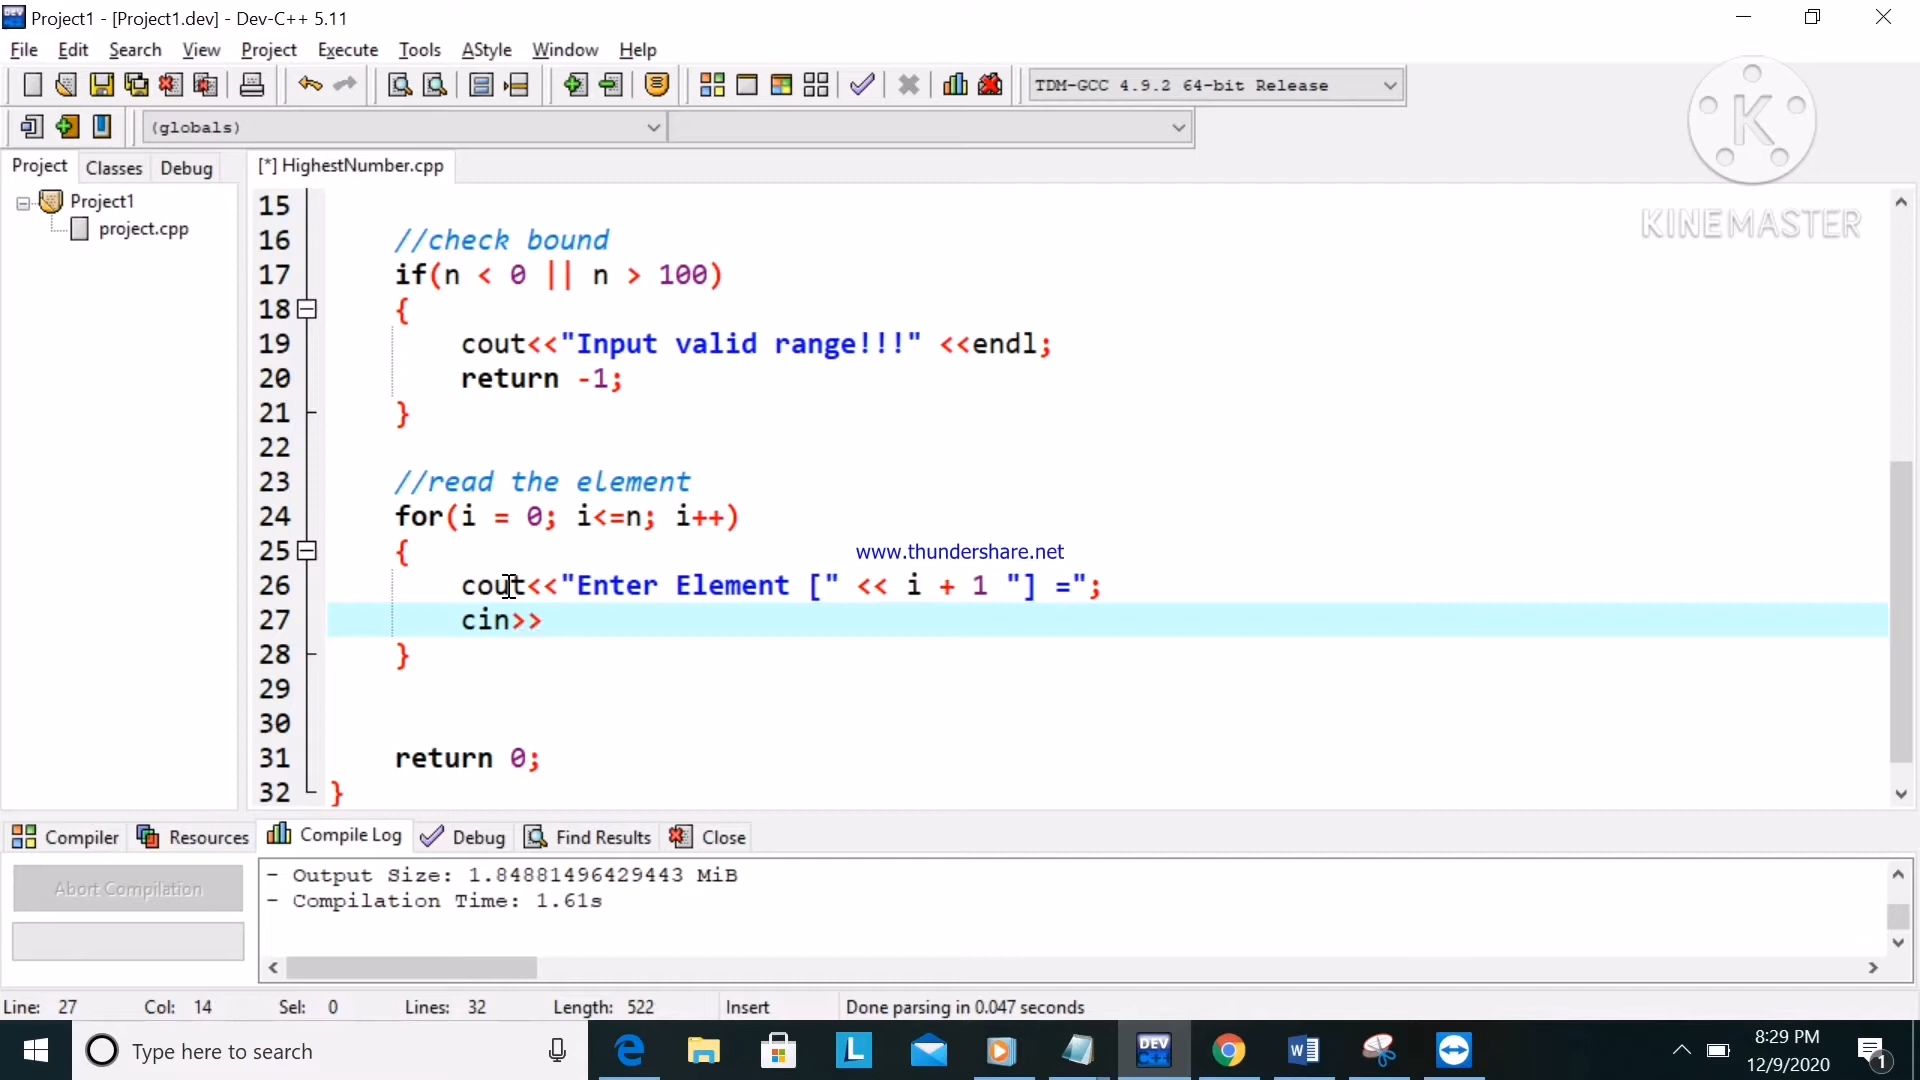 Project1 - [Project1.dev] - Dev-C++ 5.11
File Edit Search View Project Execute Tools AStyle Window Help
TDM-GCC 4.9.2 64-bit Release
(globals)
K
KINEMASTER
Project Classes Debug
[*] HighestNumber.cpp
Project1
project.cpp
15
16 //check bound
17 if(n < 0 || n > 100)
18 {
19 cout<<"Input valid range!!!" <<endl;
20 return -1;
21 }
22
23 //read the element
24 for(i = 0; i<=n; i++)
25 {
www.thundershare.net
26 cout<<"Enter Element [" << i + 1 "] =";
27 cin>>
28 }
29
30
31 return 0;
32 }
Compiler Resources Compile Log Debug Find Results Close
Abort Compilation
- Output Size: 1.84881496429443 MiB
- Compilation Time: 1.61s
Line: 27 Col: 14 Sel: 0 Lines: 32 Length: 522 Insert Done parsing in 0.047 seconds
Type here to search
L
DEV C++
W
8:29 PM
12/9/2020
1